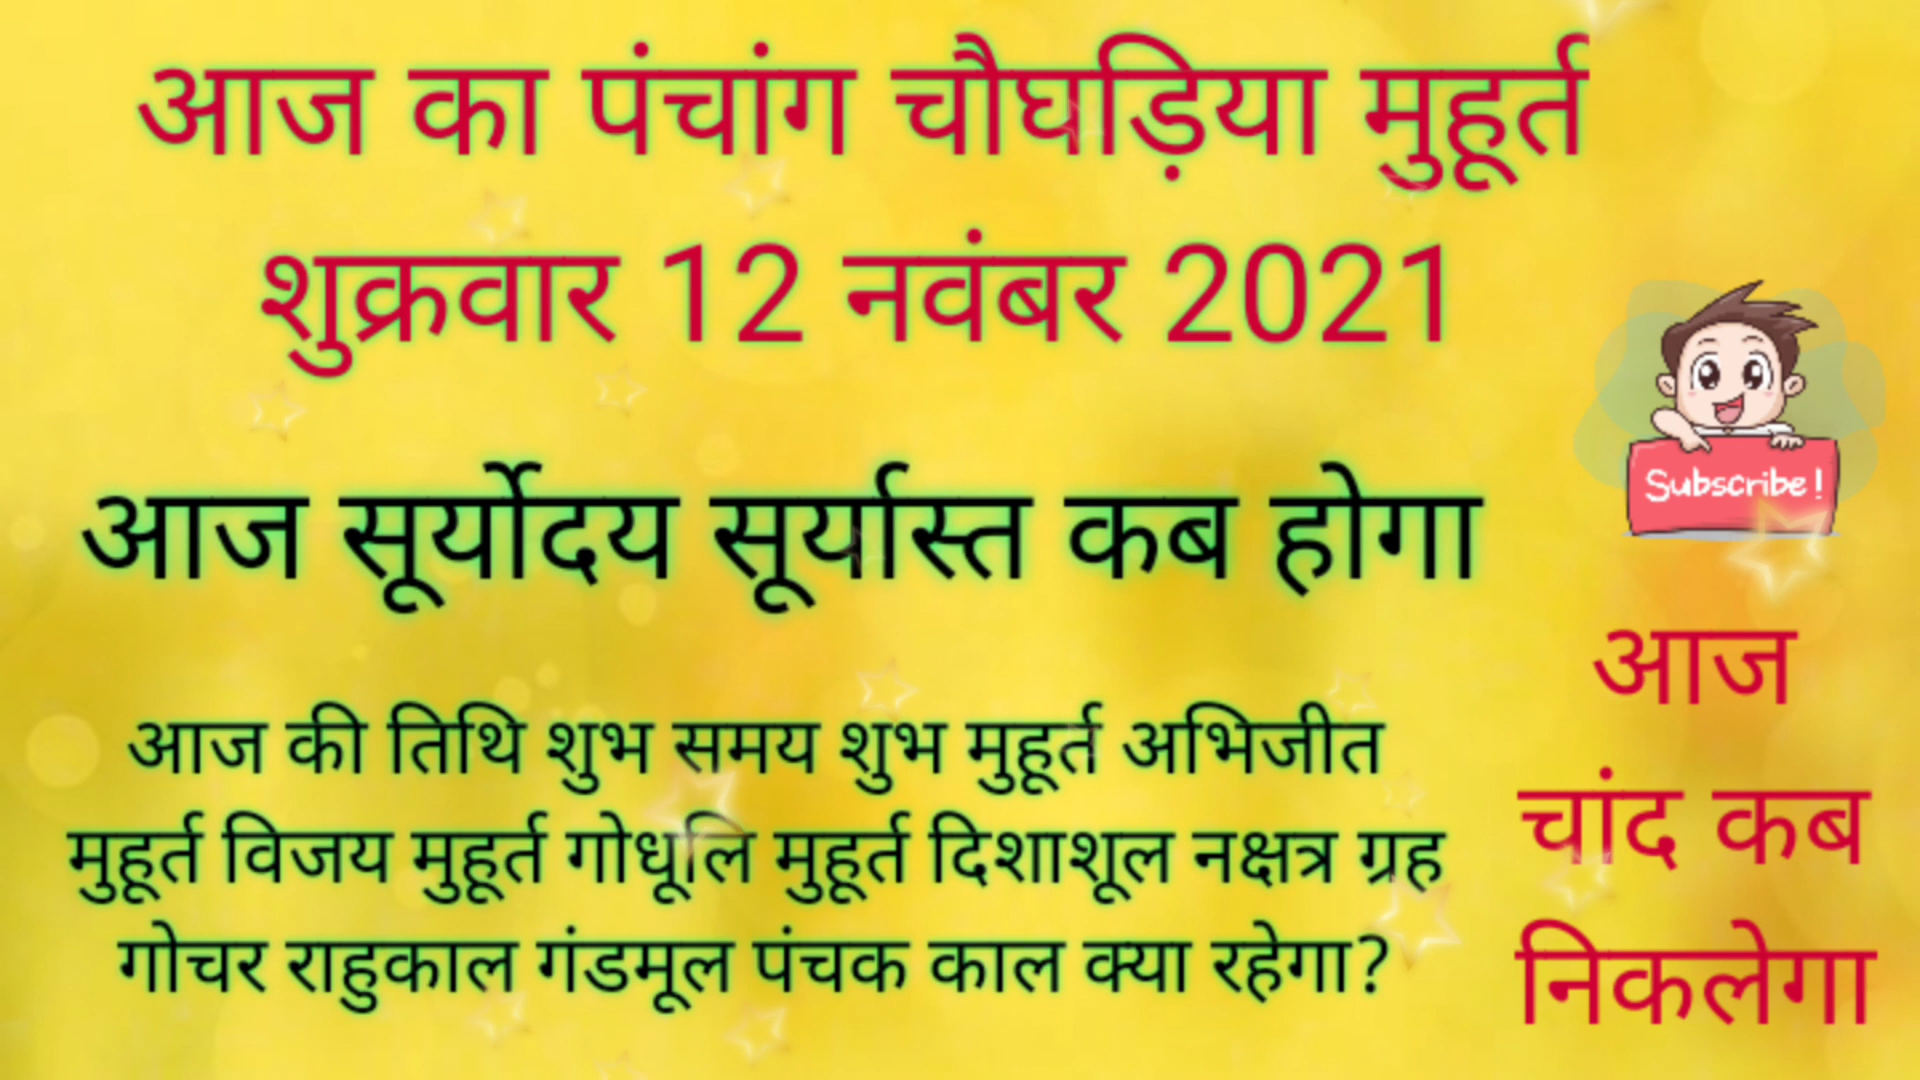 आज का पंचांग चौघड़िया मुहूर्त
शुक्रवार 12 नवंबर 2021
आज सूर्योदय सूर्यास्त कब होगा
आज की तिथि शुभ समय शुभ मुहूर्त अभिजीत
मुहूर्त विजय मुहूर्त गोधूलि मुहूर्त दिशाशूल नक्षत्र ग्रह
गोचर राहुकाल गंडमूल पंचक काल क्या रहेगा?
Subscribe!
आज
चांद कब
निकलेगा